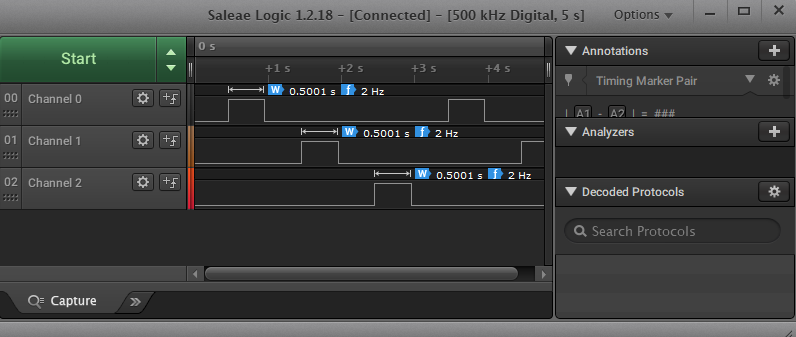 Saleae Logic 1.2.18 - [Connected] - [500 kHz Digital, 5 s]
Options
Start
0 s
+1 s +2 s +3 s +4 s
Annotations
Timing Marker Pair
| A1 - A2 | = ###
Analyzers
Decoded Protocols
Search Protocols
00 Channel 0
W 0.5001 s f 2 Hz
01 Channel 1
W 0.5001 s f 2 Hz
02 Channel 2
W 0.5001 s f 2 Hz
Capture